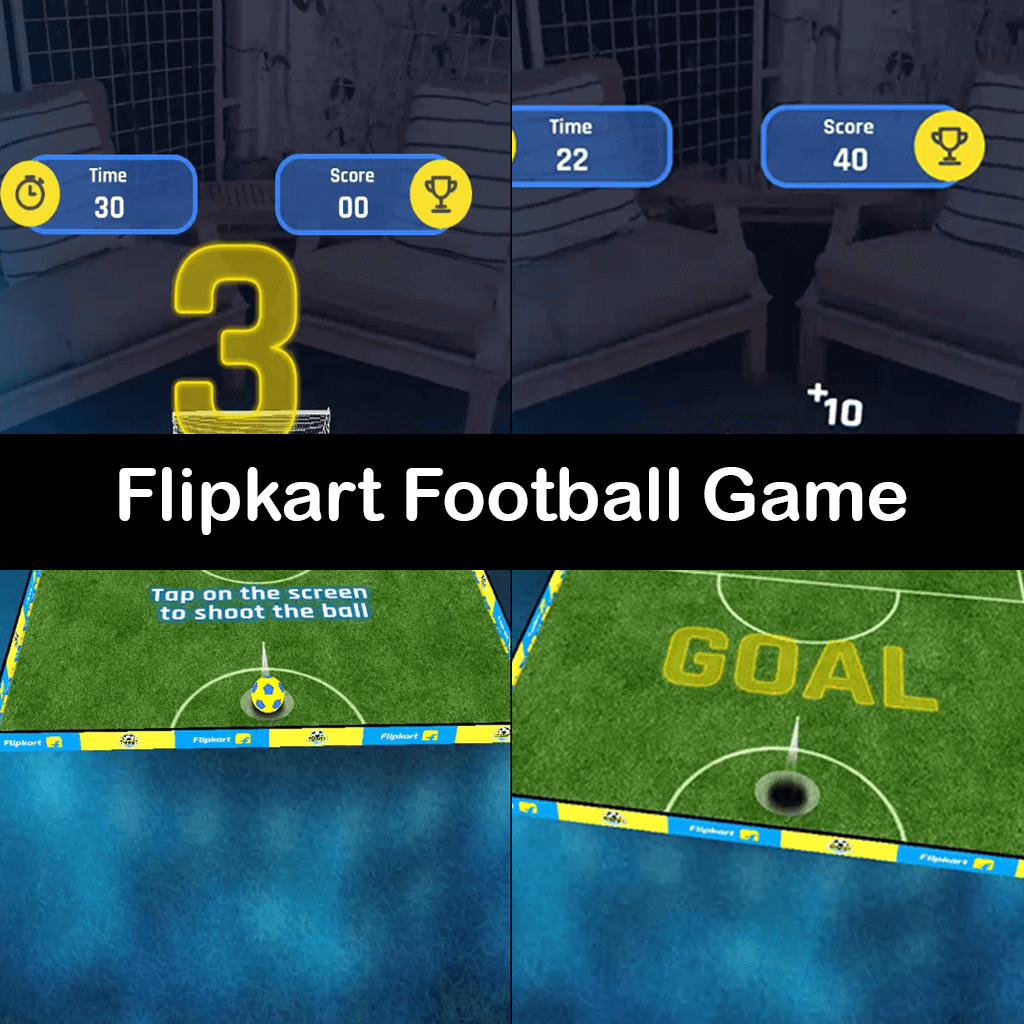 Time
30
Score
00
3
Time
22
Score
40
+10
Flipkart Football Game
Tap on the screen
to shoot the ball
Flipkart
Flipkart
Flipkart
GOAL
Flipkart
Flipkart